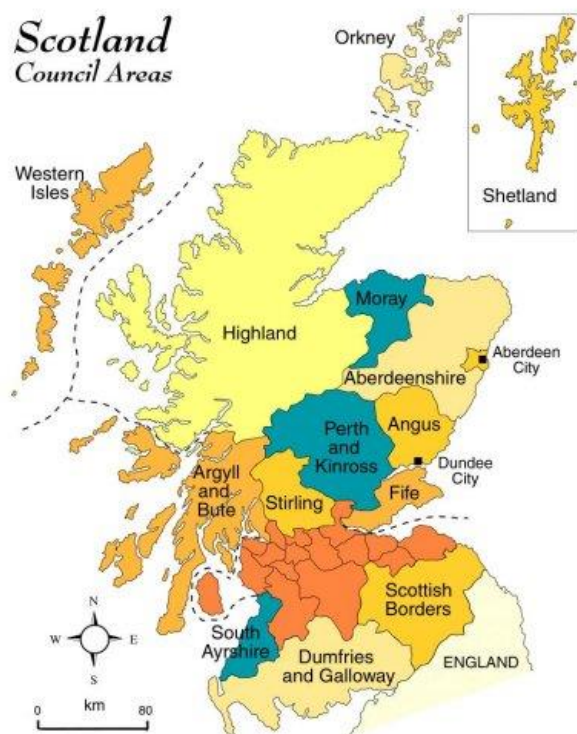 Scotland
Council Areas
Orkney
Western
Isles
Shetland
Moray
Highland
Aberdeen
City
Aberdeenshire
Angus
Perth
and
Kinross
Dundee
City
Argyll
and
Bute
Stirling
Fife
Scottish
Borders
N
W
E
S
South
Ayrshire
Dumfries
and Galloway
ENGLAND
km
0
80